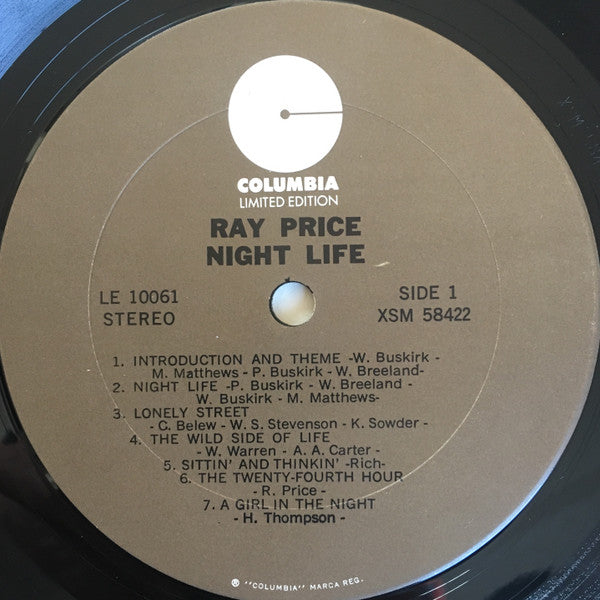 COLUMBIA
LIMITED EDITION
RAY PRICE
NIGHT LIFE
LE 10061
STEREO
SIDE 1
XSM 58422
1. INTRODUCTION AND THEME -W. Buskirk -
M. Matthews - P. Buskirk - W. Breeland-
2. NIGHT LIFE -P. Buskirk - W. Breeland -
W. Buskirk - M. Matthews-
3. LONELY STREET
- C. Belew - W. S. Stevenson - K. Sowder -
4. THE WILD SIDE OF LIFE
- W. Warren - A. A. Carter -
5. SITTIN' AND THINKIN' -Rich-
6. THE TWENTY-FOURTH HOUR
- R. Price -
7. A GIRL IN THE NIGHT
- H. Thompson -
® "COLUMBIA" MARCA REG.